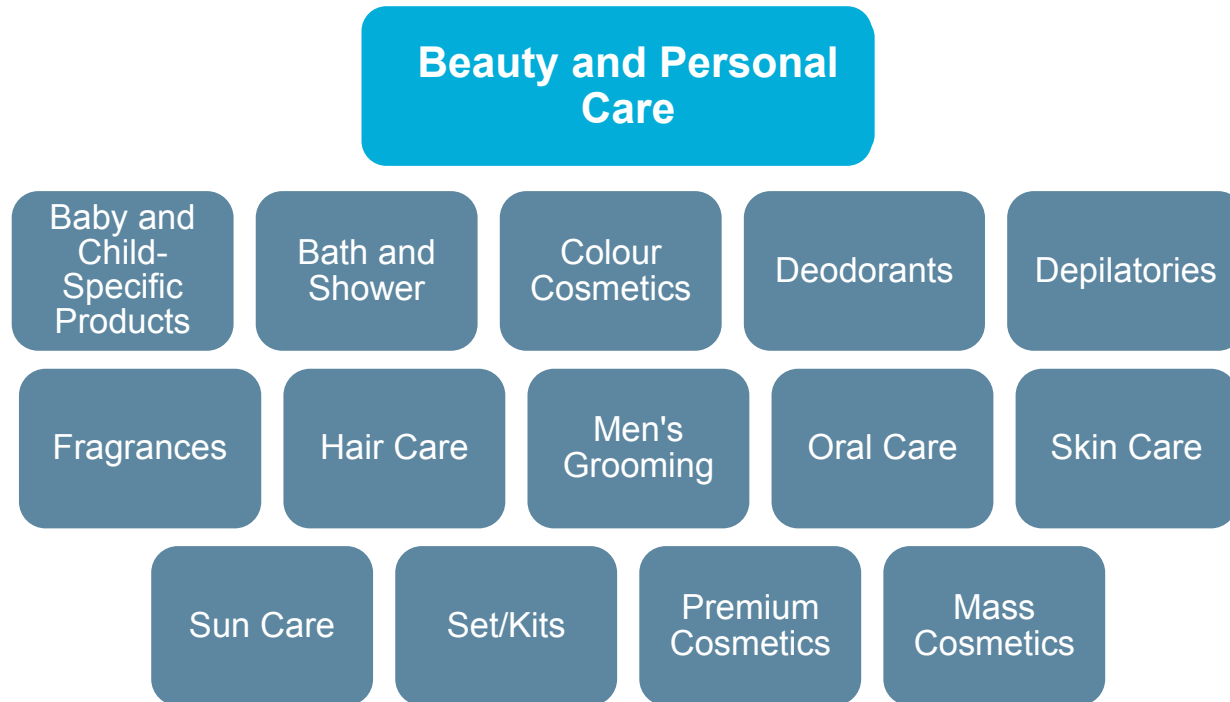 Beauty and Personal
Care
Baby and
Child-
Specific
Products
Bath and
Shower
Colour
Cosmetics
Deodorants
Depilatories
Fragrances
Hair Care
Men's
Grooming
Oral Care
Skin Care
Sun Care
Set/Kits
Premium
Cosmetics
Mass
Cosmetics